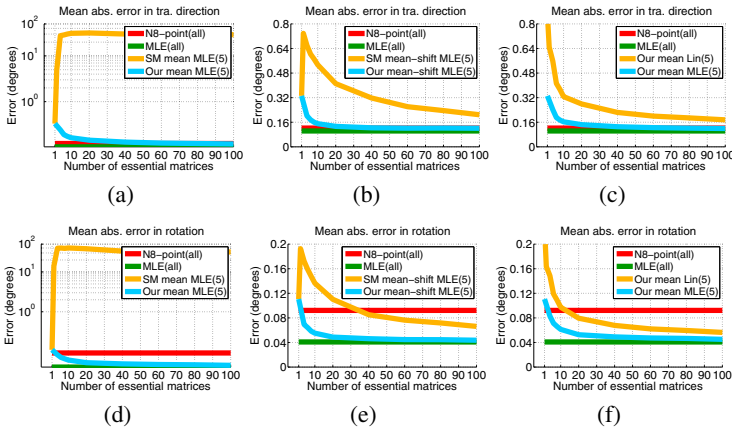 Mean abs. error in tra. direction
Error (degrees)
10²
10¹
10⁰
N8-point(all)
MLE(all)
SM mean MLE(5)
Our mean MLE(5)
1 10 20 30 40 50 60 70 80 90 100
Number of essential matrices
(a)
Mean abs. error in tra. direction
Error (degrees)
0.8
0.64
0.48
0.32
0.16
0
N8-point(all)
MLE(all)
SM mean-shift MLE(5)
Our mean-shift MLE(5)
1 10 20 30 40 50 60 70 80 90 100
Number of essential matrices
(b)
Mean abs. error in tra. direction
Error (degrees)
0.8
0.64
0.48
0.32
0.16
0
N8-point(all)
MLE(all)
Our mean Lin(5)
Our mean MLE(5)
1 10 20 30 40 50 60 70 80 90 100
Number of essential matrices
(c)
Mean abs. error in rotation
Error (degrees)
10²
10¹
10⁰
N8-point(all)
MLE(all)
SM mean MLE(5)
Our mean MLE(5)
1 10 20 30 40 50 60 70 80 90 100
Number of essential matrices
(d)
Mean abs. error in rotation
Error (degrees)
0.2
0.16
0.12
0.08
0.04
0
N8-point(all)
MLE(all)
SM mean-shift MLE(5)
Our mean-shift MLE(5)
1 10 20 30 40 50 60 70 80 90 100
Number of essential matrices
(e)
Mean abs. error in rotation
Error (degrees)
0.2
0.16
0.12
0.08
0.04
0
N8-point(all)
MLE(all)
Our mean Lin(5)
Our mean MLE(5)
1 10 20 30 40 50 60 70 80 90 100
Number of essential matrices
(f)